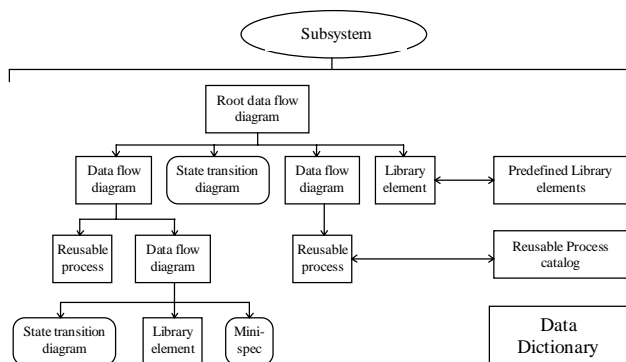 Subsystem
Root data flow
diagram
Data flow
diagram
State transition
diagram
Data flow
diagram
Library
element
Predefined Library
elements
Reusable
process
Data flow
diagram
Reusable
process
Reusable Process
catalog
State transition
diagram
Library
element
Mini-
spec
Data
Dictionary